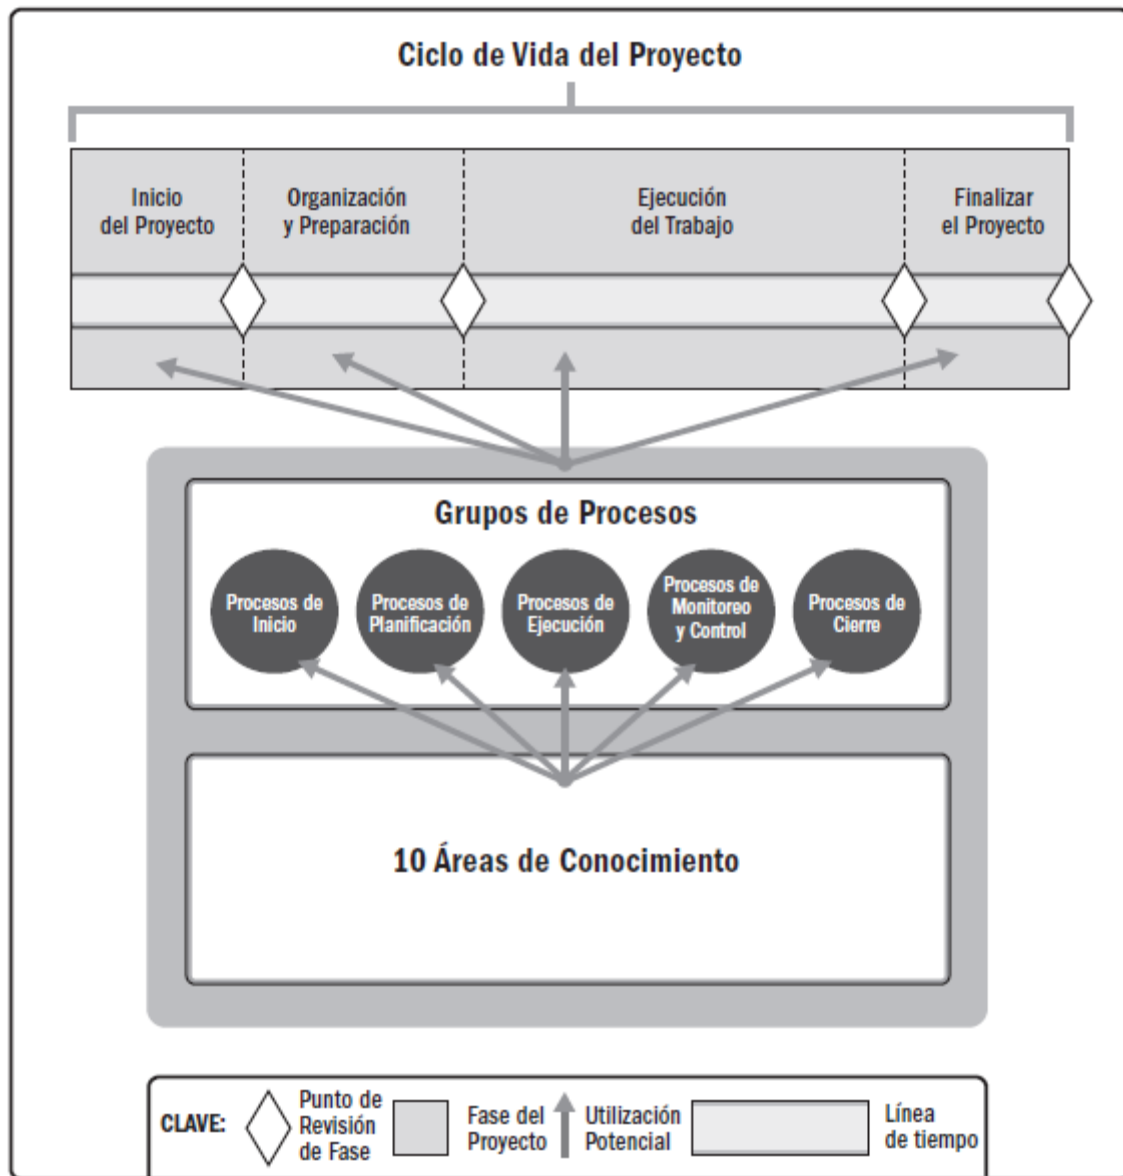 Ciclo de Vida del Proyecto
Inicio
del Proyecto
Organización
y Preparación
Ejecución
del Trabajo
Finalizar
el Proyecto
Grupos de Procesos
Procesos de
Inicio
Procesos de
Planificación
Procesos de
Ejecución
Procesos de
Monitoreo
y Control
Procesos de
Cierre
10 Áreas de Conocimiento
CLAVE:
Punto de
Revisión
de Fase
Fase del
Proyecto
Utilización
Potencial
Línea
de tiempo